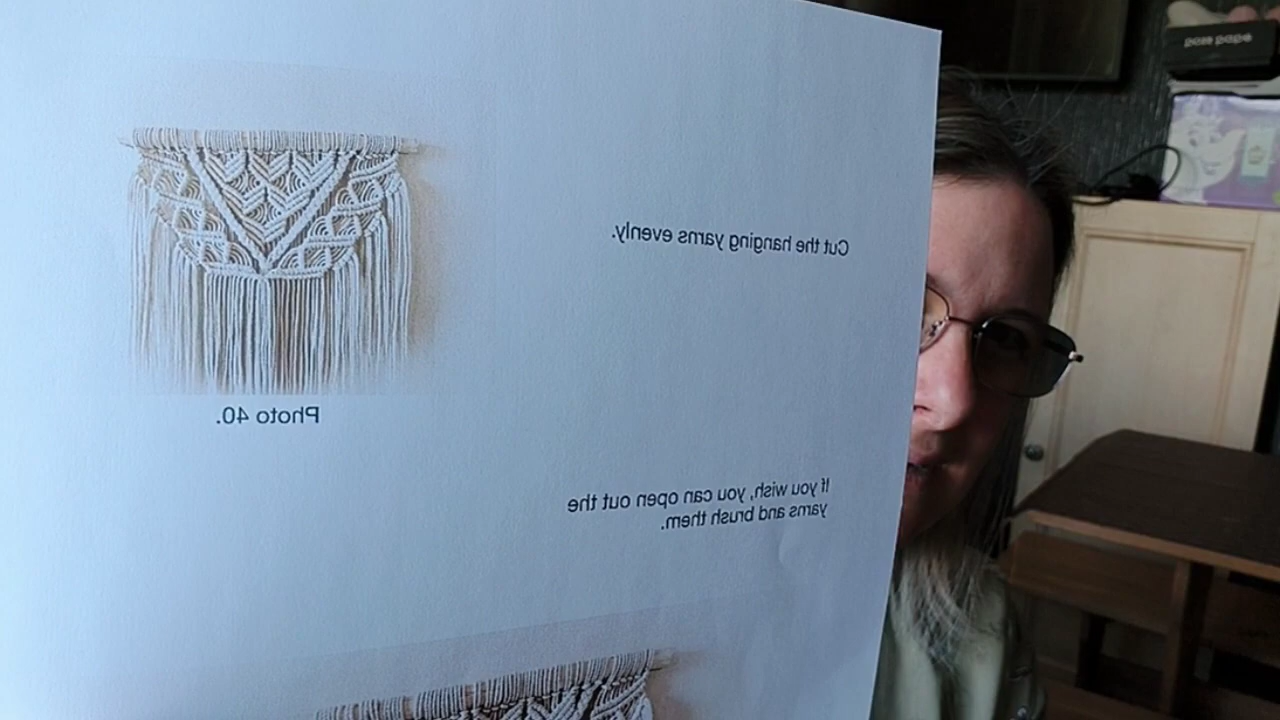 Cut the hanging yarns evenly.
Photo 40.
If you wish, you can open out the
yarns and brush them.